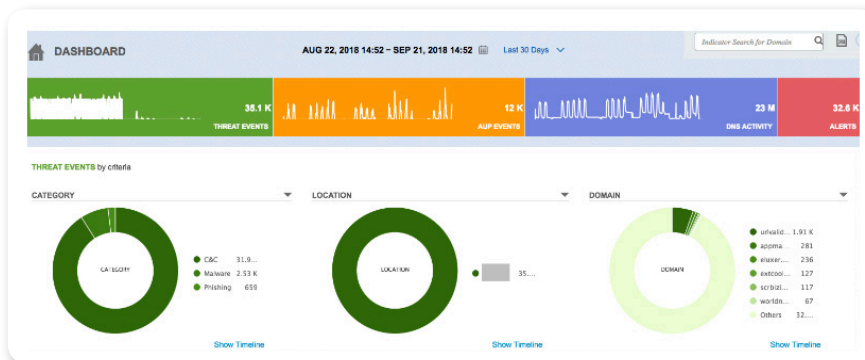 Indicator Search for Domain
DASHBOARD
AUG 22, 2018 14:52 – SEP 21, 2018 14:52
Last 30 Days
35.1 K
THREAT EVENTS
12 K
AUP EVENTS
23 M
DNS ACTIVITY
32.6 K
ALERTS
THREAT EVENTS by criteria
CATEGORY
LOCATION
DOMAIN
CATEGORY
C&C 31.9...
Malware 2.53 K
Phishing 659
LOCATION
35....
DOMAIN
urlvalid... 1.91 K
appma... 281
eluxer.... 236
extcool... 127
scrbizi... 117
worldn... 67
Others 32....
Show Timeline
Show Timeline
Show Timeline